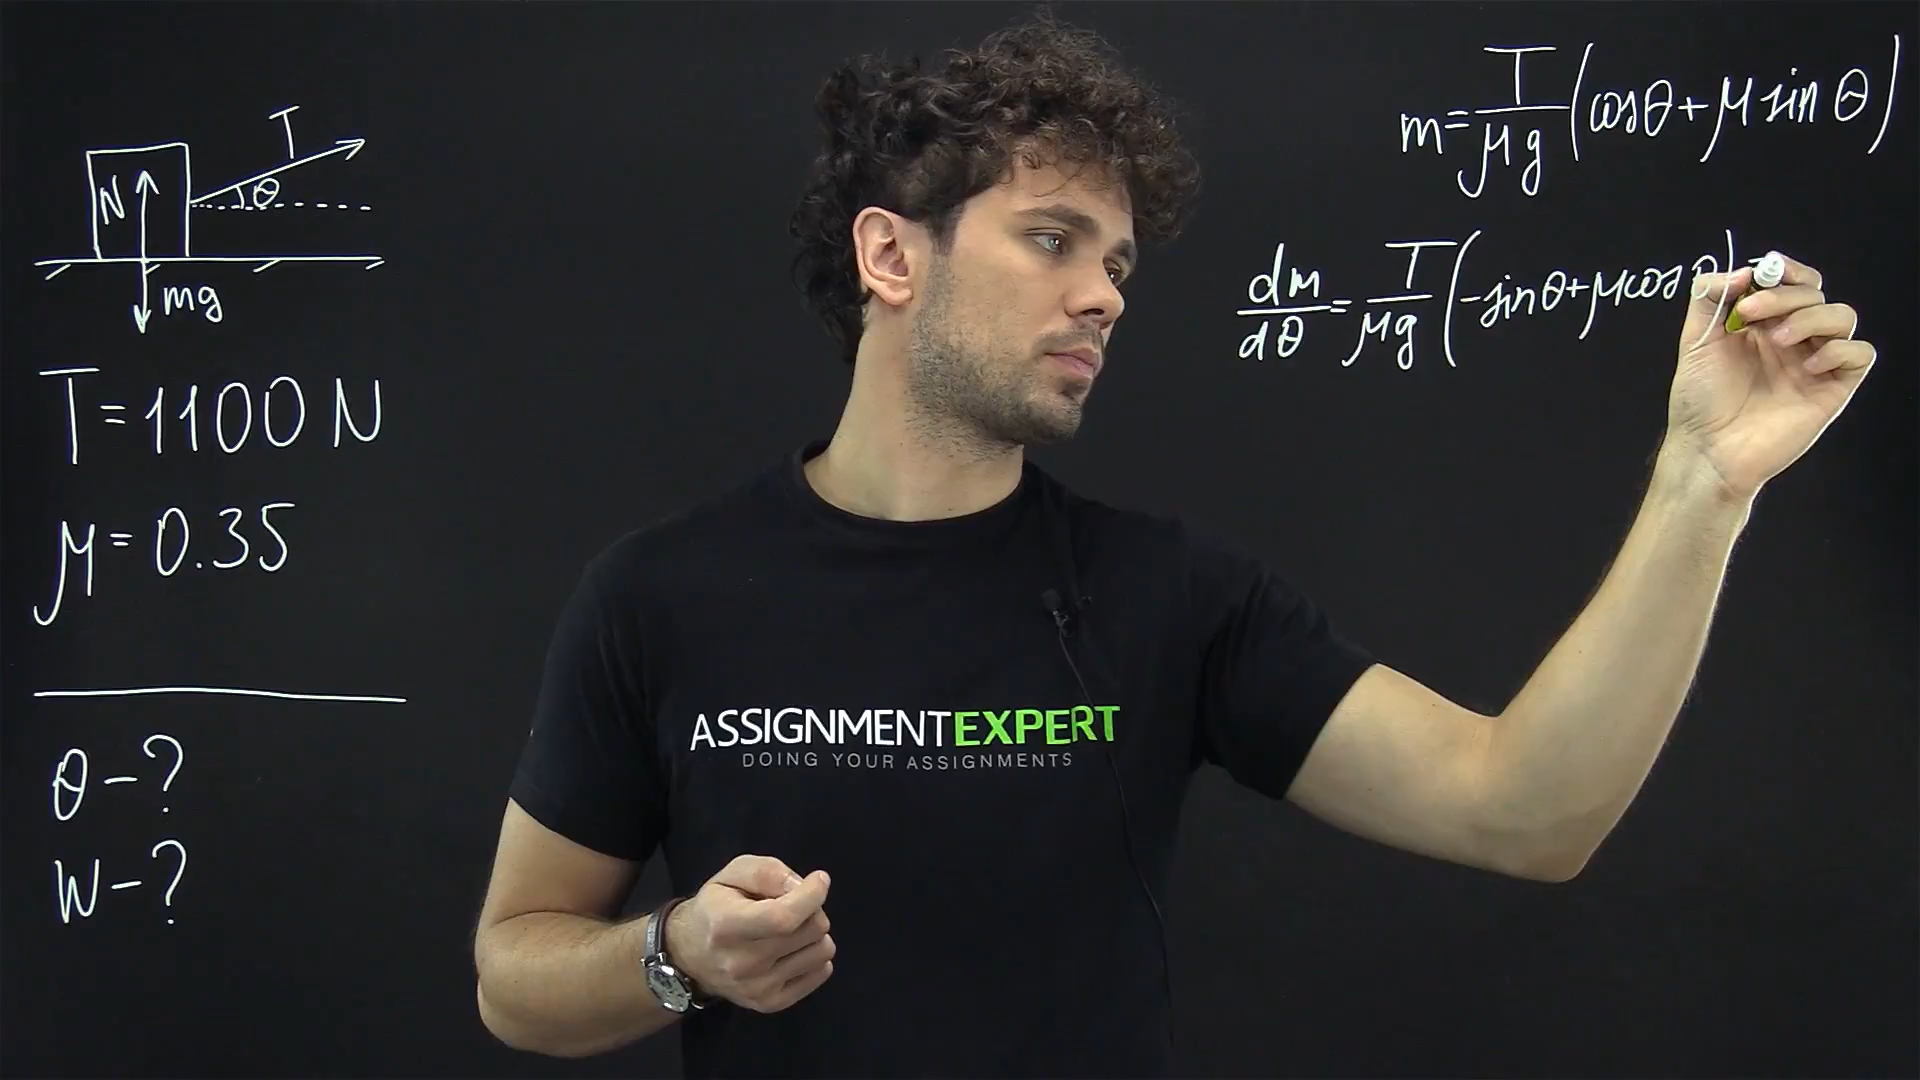 T
N
θ
mg
T = 1100 N
μ = 0.35
θ - ?
W - ?
m = T/μg (cosθ + μ sin θ)
dm/dθ = T/μg (-sinθ + μcosθ) =
ASSIGNMENTEXPERT
DOING YOUR ASSIGNMENTS